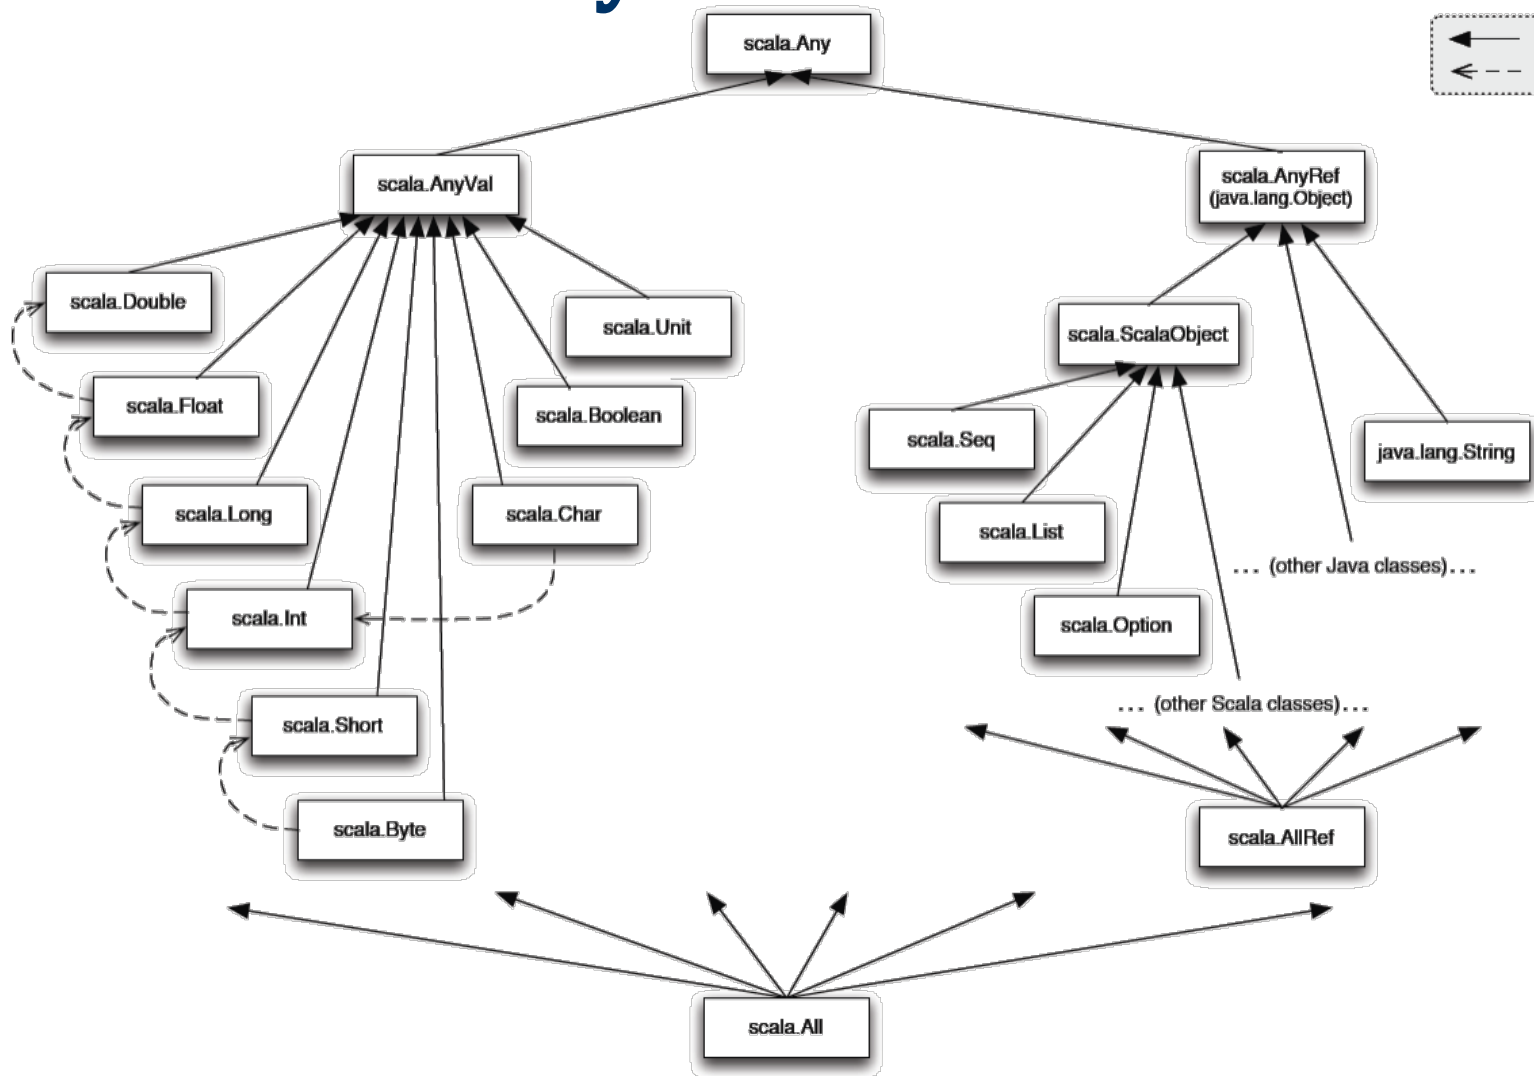 scala.Any
scala.AnyVal
scala.AnyRef
(java.lang.Object)
scala.Double
scala.Unit
scala.ScalaObject
scala.Float
scala.Boolean
scala.Seq
java.lang.String
scala.Long
scala.Char
scala.List
... (other Java classes)...
scala.Int
scala.Option
... (other Scala classes)...
scala.Short
scala.Byte
scala.AllRef
scala.All